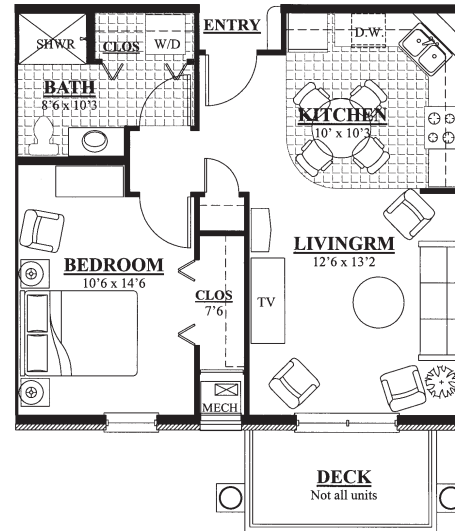 ENTRY
SHWR
CLOS
W/D
D.W.
BATH
8'6 x 10'3
KITCHEN
10' x 10'3
LIVINGRM
12'6 x 13'2
BEDROOM
10'6 x 14'6
CLOS
7'6
TV
MECH
DECK
Not all units